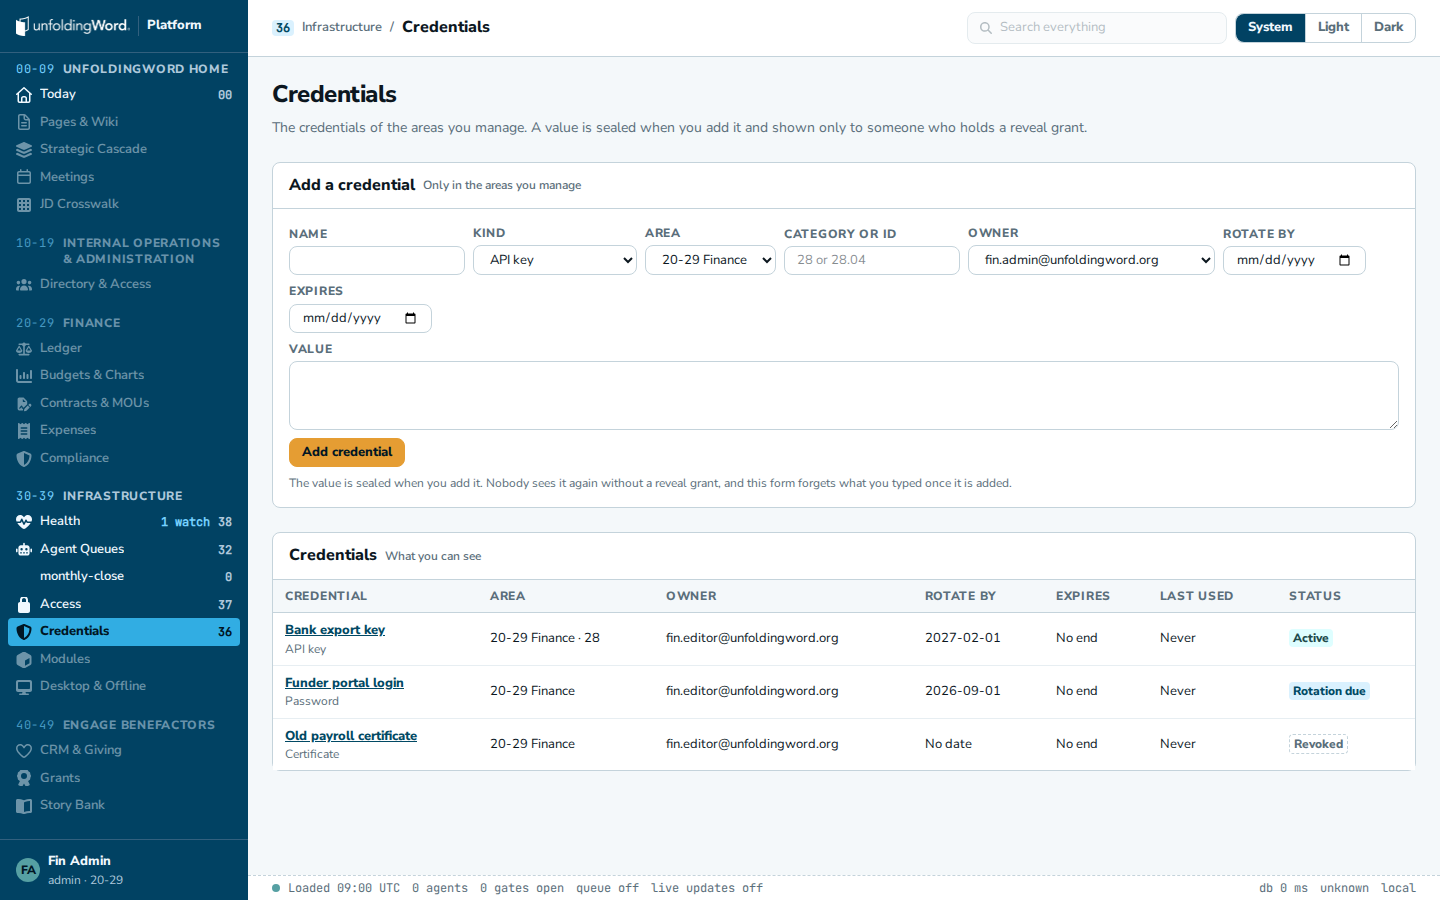 unfoldingWord Platform
00-09 UNFOLDINGWORD HOME
Today 00
Pages & Wiki
Strategic Cascade
Meetings
JD Crosswalk
10-19 INTERNAL OPERATIONS
& ADMINISTRATION
Directory & Access
20-29 FINANCE
Ledger
Budgets & Charts
Contracts & MOUs
Expenses
Compliance
30-39 INFRASTRUCTURE
Health 1 watch 38
Agent Queues 32
monthly-close 0
Access 37
Credentials 36
Modules
Desktop & Offline
40-49 ENGAGE BENEFACTORS
CRM & Giving
Grants
Story Bank
FA Fin Admin
admin · 20-29
36 Infrastructure / Credentials
Search everything
System Light Dark
Credentials
The credentials of the areas you manage. A value is sealed when you add it and shown only to someone who holds a reveal grant.
Add a credential Only in the areas you manage
NAME KIND AREA CATEGORY OR ID OWNER ROTATE BY
API key 20-29 Finance 28 or 28.04 fin.admin@unfoldingword.org mm/dd/yyyy
EXPIRES
mm/dd/yyyy
VALUE
Add credential
The value is sealed when you add it. Nobody sees it again without a reveal grant, and this form forgets what you typed once it is added.
Credentials What you can see
CREDENTIAL AREA OWNER ROTATE BY EXPIRES LAST USED STATUS
Bank export key 20-29 Finance · 28 fin.editor@unfoldingword.org 2027-02-01 No end Never Active
API key
Funder portal login 20-29 Finance fin.editor@unfoldingword.org 2026-09-01 No end Never Rotation due
Password
Old payroll certificate 20-29 Finance fin.editor@unfoldingword.org No date No end Never Revoked
Certificate
Loaded 09:00 UTC 0 agents 0 gates open queue off live updates off db 0 ms unknown local